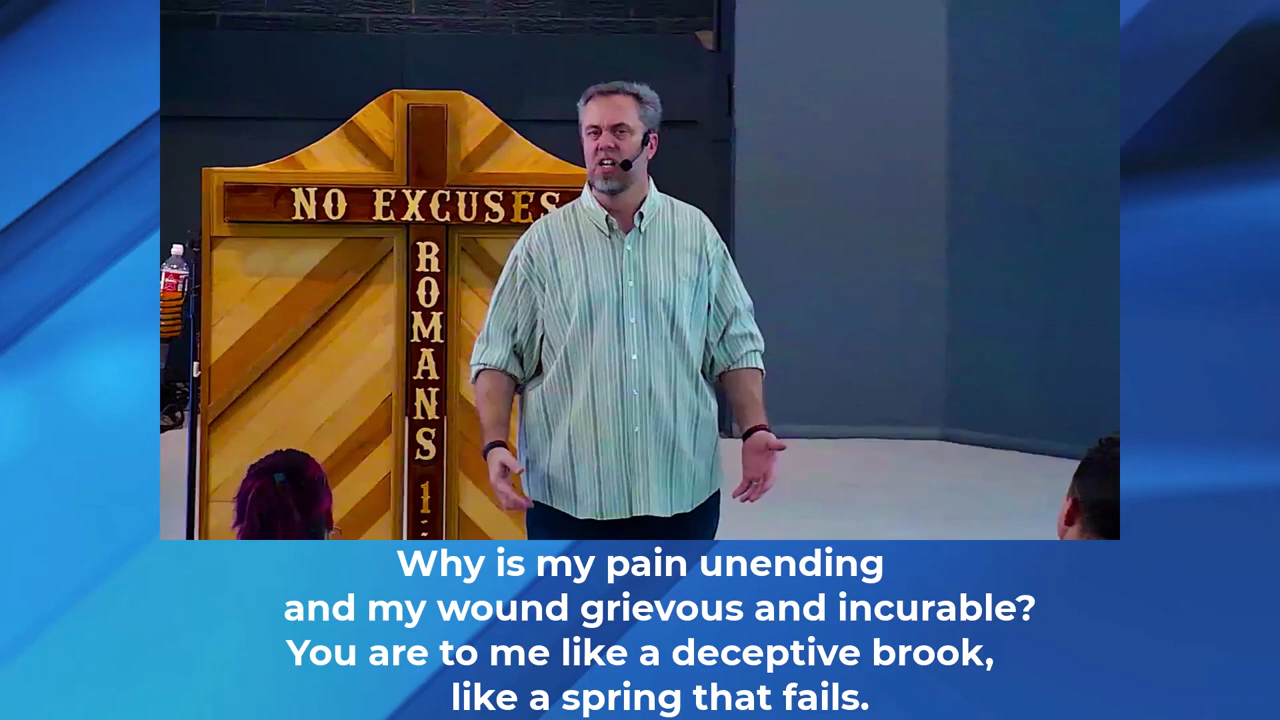 NO EXCUSES
ROMANS
1
Why is my pain unending
and my wound grievous and incurable?
You are to me like a deceptive brook,
like a spring that fails.